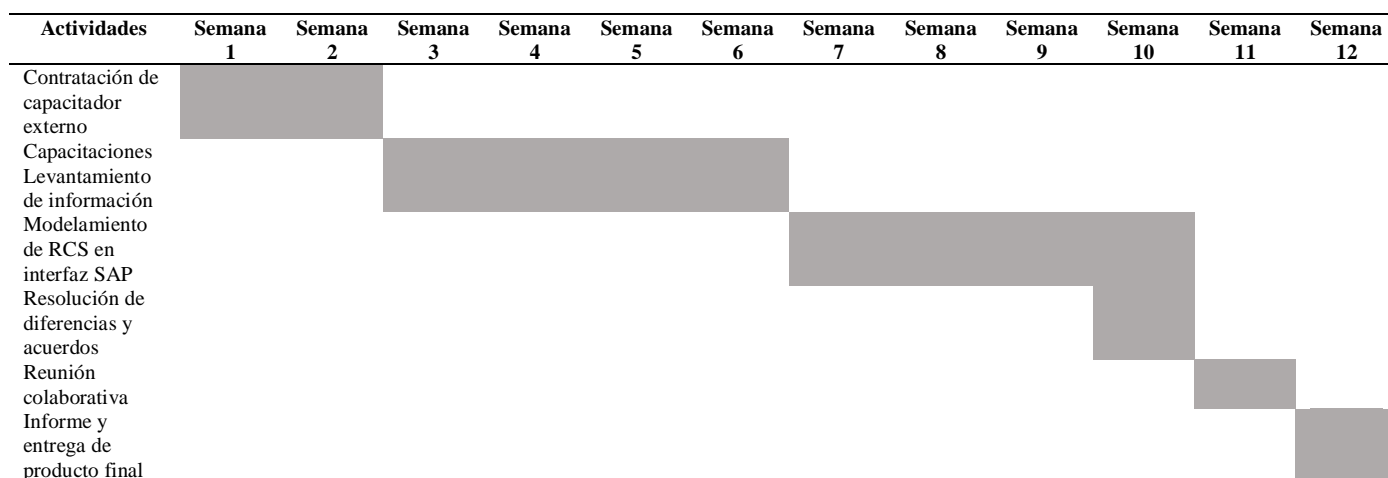 Actividades Semana Semana Semana Semana Semana Semana Semana Semana Semana Semana Semana Semana
1 2 3 4 5 6 7 8 9 10 11 12
Contratación de
capacitador
externo
Capacitaciones
Levantamiento
de información
Modelamiento
de RCS en
interfaz SAP
Resolución de
diferencias y
acuerdos
Reunión
colaborativa
Informe y
entrega de
producto final